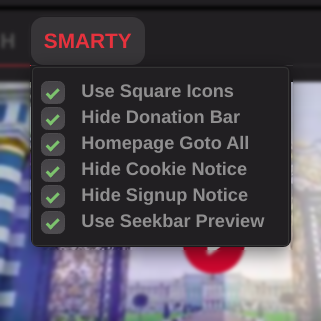 H
SMARTY
Use Square Icons
Hide Donation Bar
Homepage Goto All
Hide Cookie Notice
Hide Signup Notice
Use Seekbar Preview